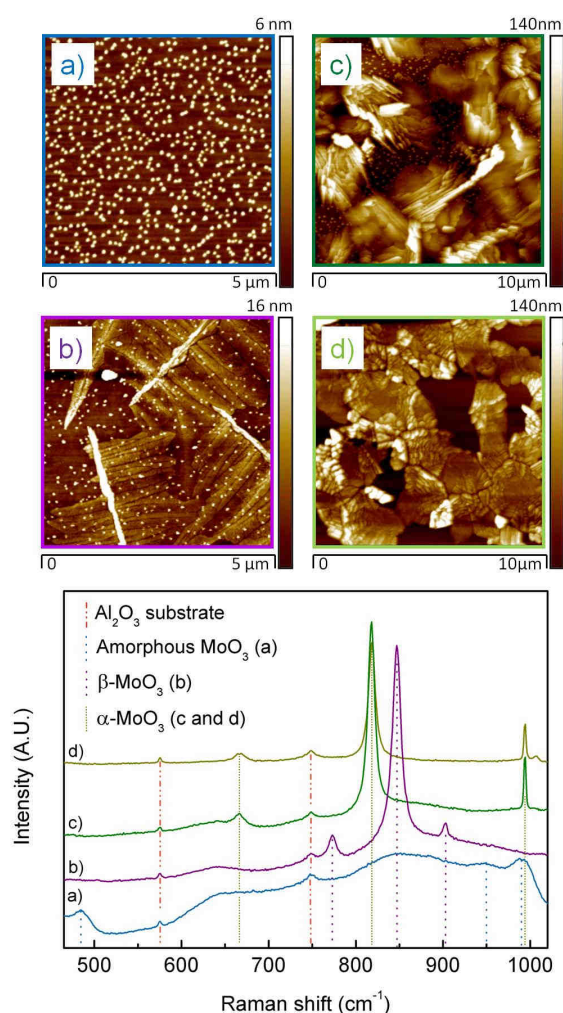 6 nm
140nm
a)
c)
0 5 µm
0 10µm
16 nm
140nm
b)
d)
0 5 µm
0 10µm
Al₂O₃ substrate
Amorphous MoO₃ (a)
β-MoO₃ (b)
α-MoO₃ (c and d)
d)
c)
b)
a)
Intensity (A.U.)
500 600 700 800 900 1000
Raman shift (cm⁻¹)